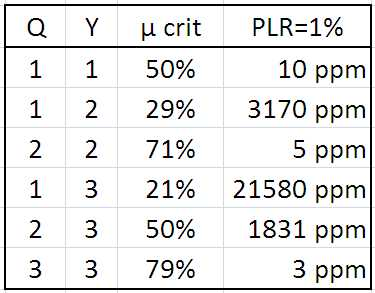 Q Y µ crit PLR=1%
1 1 50% 10 ppm
1 2 29% 3170 ppm
2 2 71% 5 ppm
1 3 21% 21580 ppm
2 3 50% 1831 ppm
3 3 79% 3 ppm